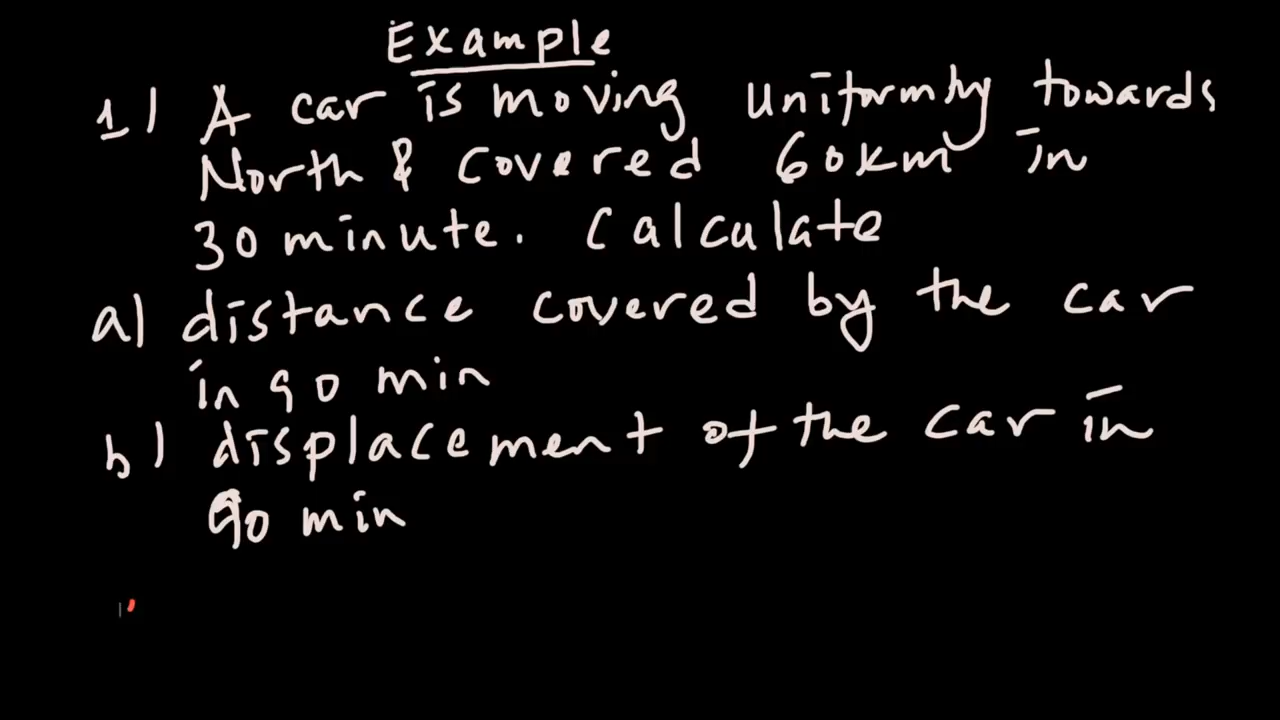 Example
1) A car is moving uniformly towards
North & covered 60km in
30 minute. Calculate
a) distance covered by the car
in 90 min
b) displacement of the car in
90 min